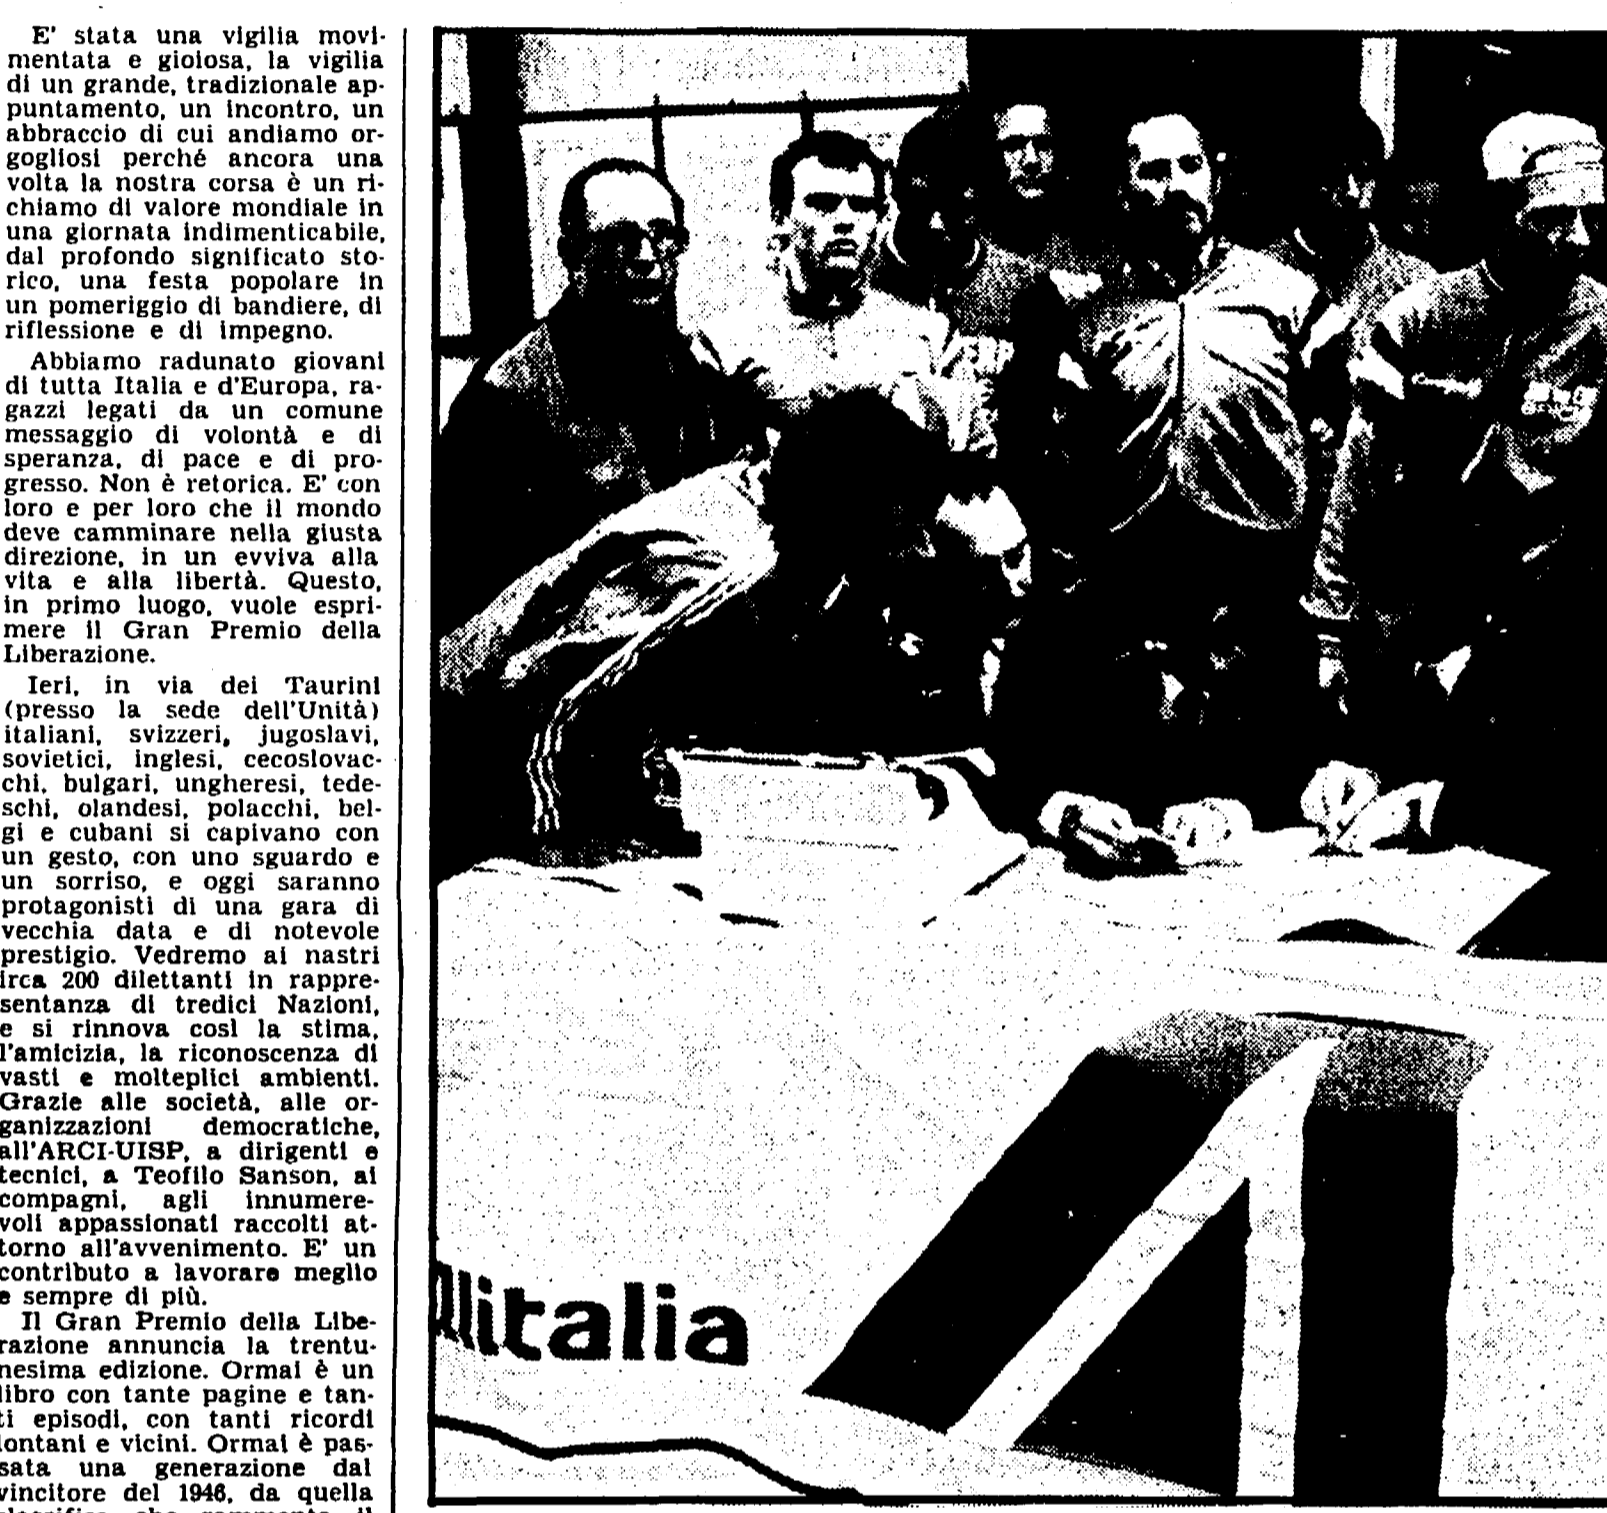 E' stata una vigilia movi-
mentata e gioiosa, la vigilia
di un grande, tradizionale ap-
puntamento, un incontro, un
abbraccio di cui andiamo or-
gogliosi perché ancora una
volta la nostra corsa è un ri-
chiamo di valore mondiale in
una giornata indimenticabile,
dal profondo significato sto-
rico, una festa popolare in
un pomeriggio di bandiere, di
riflessione e di impegno.
Abbiamo radunato giovani
di tutta Italia e d'Europa, ra-
gazzi legati da un comune
messaggio di volontà e di
speranza, di pace e di pro-
gresso. Non è retorica. E' con
loro e per loro che il mondo
deve camminare nella giusta
direzione, in un evviva alla
vita e alla libertà. Questo,
in primo luogo, vuole espri-
mere il Gran Premio della
Liberazione.
Ieri, in via dei Taurini
(presso la sede dell'Unità)
italiani, svizzeri, jugoslavi,
sovietici, inglesi, cecoslovac-
chi, bulgari, ungheresi, tede-
schi, olandesi, polacchi, bel-
gi e cubani si capivano con
un gesto, con uno sguardo e
un sorriso, e oggi saranno
protagonisti di una gara di
vecchia data e di notevole
prestigio. Vedremo ai nastri
irca 200 dilettanti in rappre-
sentanza di tredici Nazioni,
e si rinnova così la stima,
l'amicizia, la riconoscenza di
vasti e molteplici ambienti.
Grazie alle società, alle or-
ganizzazioni democratiche,
all'ARCI-UISP, a dirigenti e
tecnici, a Teofilo Sanson, ai
compagni, agli innumere-
voli appassionati raccolti at-
torno all'avvenimento. E' un
contributo a lavorare meglio
e sempre di più.
Il Gran Premio della Libe-
razione annuncia la trentu-
nesima edizione. Ormai è un
libro con tante pagine e tan-
ti episodi, con tanti ricordi
lontani e vicini. Ormai è pas-
sata una generazione dal
vincitore del 1946, da quella
Alitalia